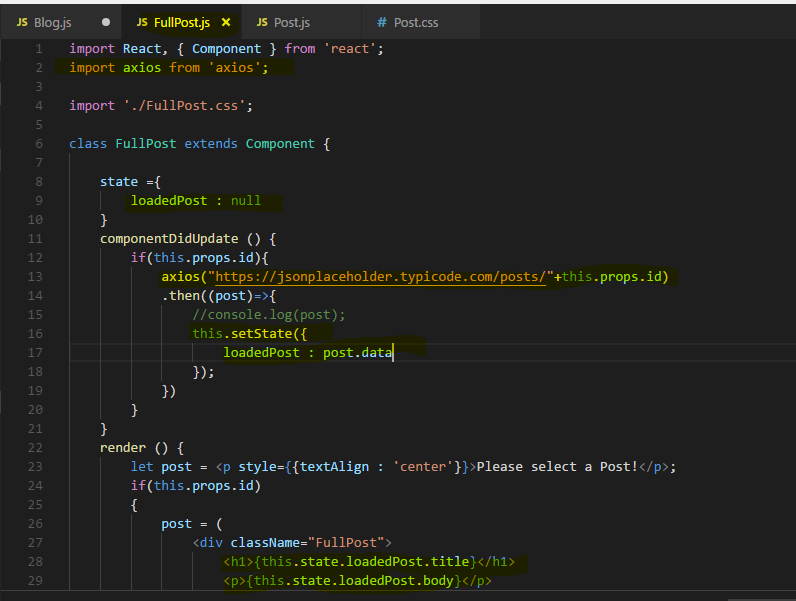 JS Blog.js ● JS FullPost.js × JS Post.js # Post.css
1 import React, { Component } from 'react';
2 import axios from 'axios';
3
4 import './FullPost.css';
5
6 class FullPost extends Component {
7
8 state ={
9 loadedPost : null
10 }
11 componentDidUpdate () {
12 if(this.props.id){
13 axios("https://jsonplaceholder.typicode.com/posts/"+this.props.id)
14 .then((post)=>{
15 //console.log(post);
16 this.setState({
17 loadedPost : post.data
18 });
19 })
20 }
21 }
22 render () {
23 let post = <p style={{textAlign : 'center'}}>Please select a Post!</p>;
24 if(this.props.id)
25 {
26 post = (
27 <div className="FullPost">
28 <h1>{this.state.loadedPost.title}</h1>
29 <p>{this.state.loadedPost.body}</p>